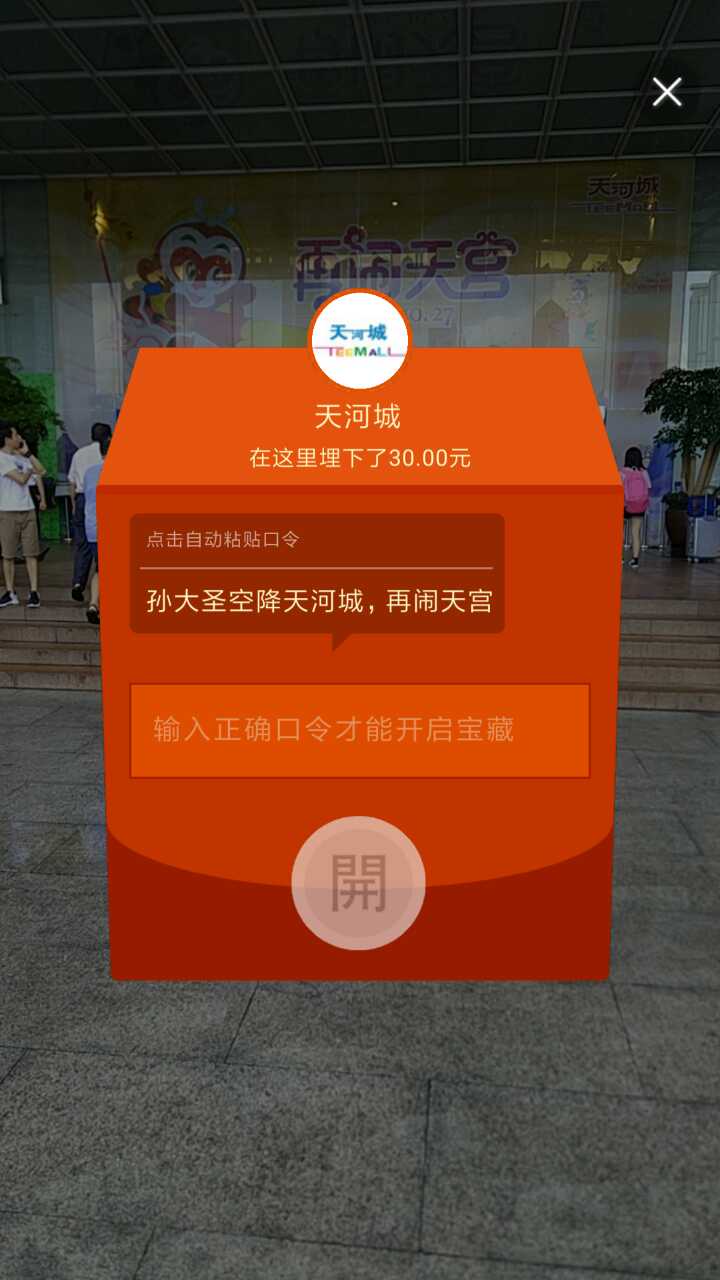 天河城
TEEMALL
再闹天宫
天河城
TEEMALL
天河城
在这里埋下了30.00元
点击自动粘贴口令
孙大圣空降天河城，再闹天宫
输入正确口令才能开启宝藏
開